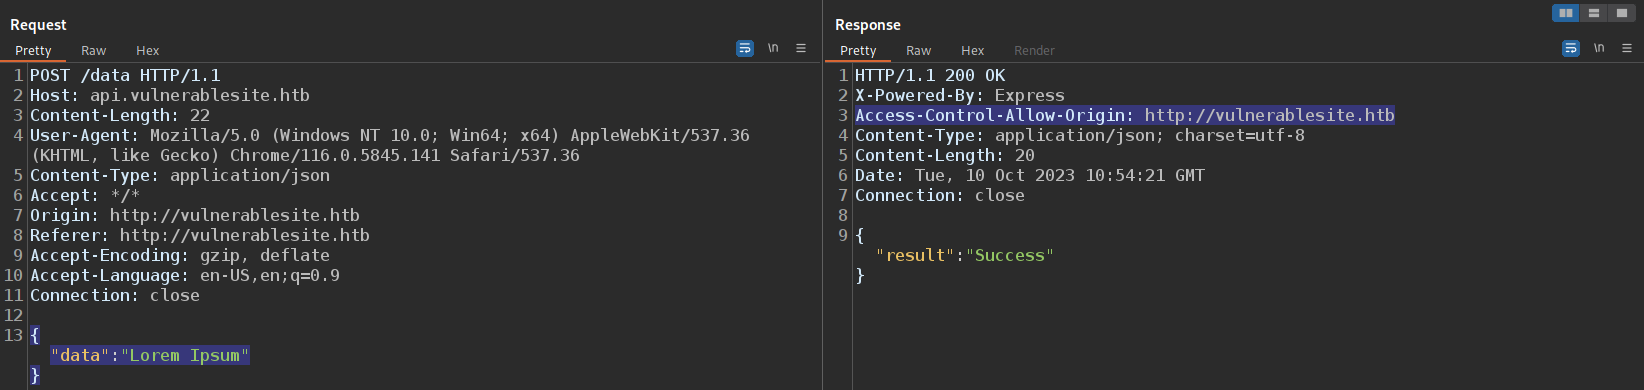 Request
Pretty Raw Hex \n
1 POST /data HTTP/1.1
2 Host: api.vulnerablesite.htb
3 Content-Length: 22
4 User-Agent: Mozilla/5.0 (Windows NT 10.0; Win64; x64) AppleWebKit/537.36
(KHTML, like Gecko) Chrome/116.0.5845.141 Safari/537.36
5 Content-Type: application/json
6 Accept: */*
7 Origin: http://vulnerablesite.htb
8 Referer: http://vulnerablesite.htb
9 Accept-Encoding: gzip, deflate
10 Accept-Language: en-US,en;q=0.9
11 Connection: close
12
13 {
"data":"Lorem Ipsum"
}
Response
Pretty Raw Hex Render \n
1 HTTP/1.1 200 OK
2 X-Powered-By: Express
3 Access-Control-Allow-Origin: http://vulnerablesite.htb
4 Content-Type: application/json; charset=utf-8
5 Content-Length: 20
6 Date: Tue, 10 Oct 2023 10:54:21 GMT
7 Connection: close
8
9 {
"result":"Success"
}